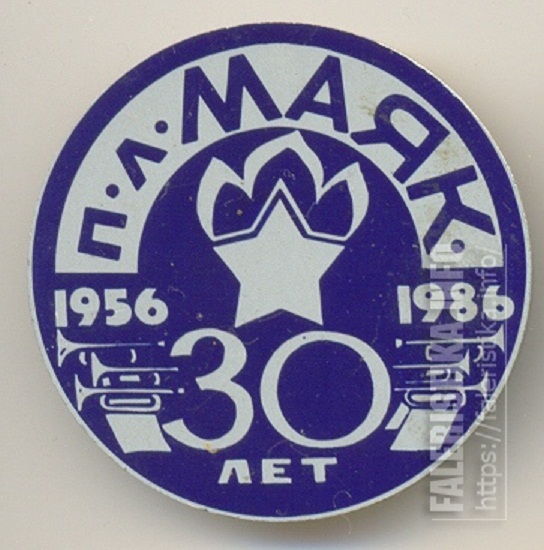 П.Л.МАЯК.
1956 1986
30
ЛЕТ
FALERISTIKA.INFO
https://faleristika.info